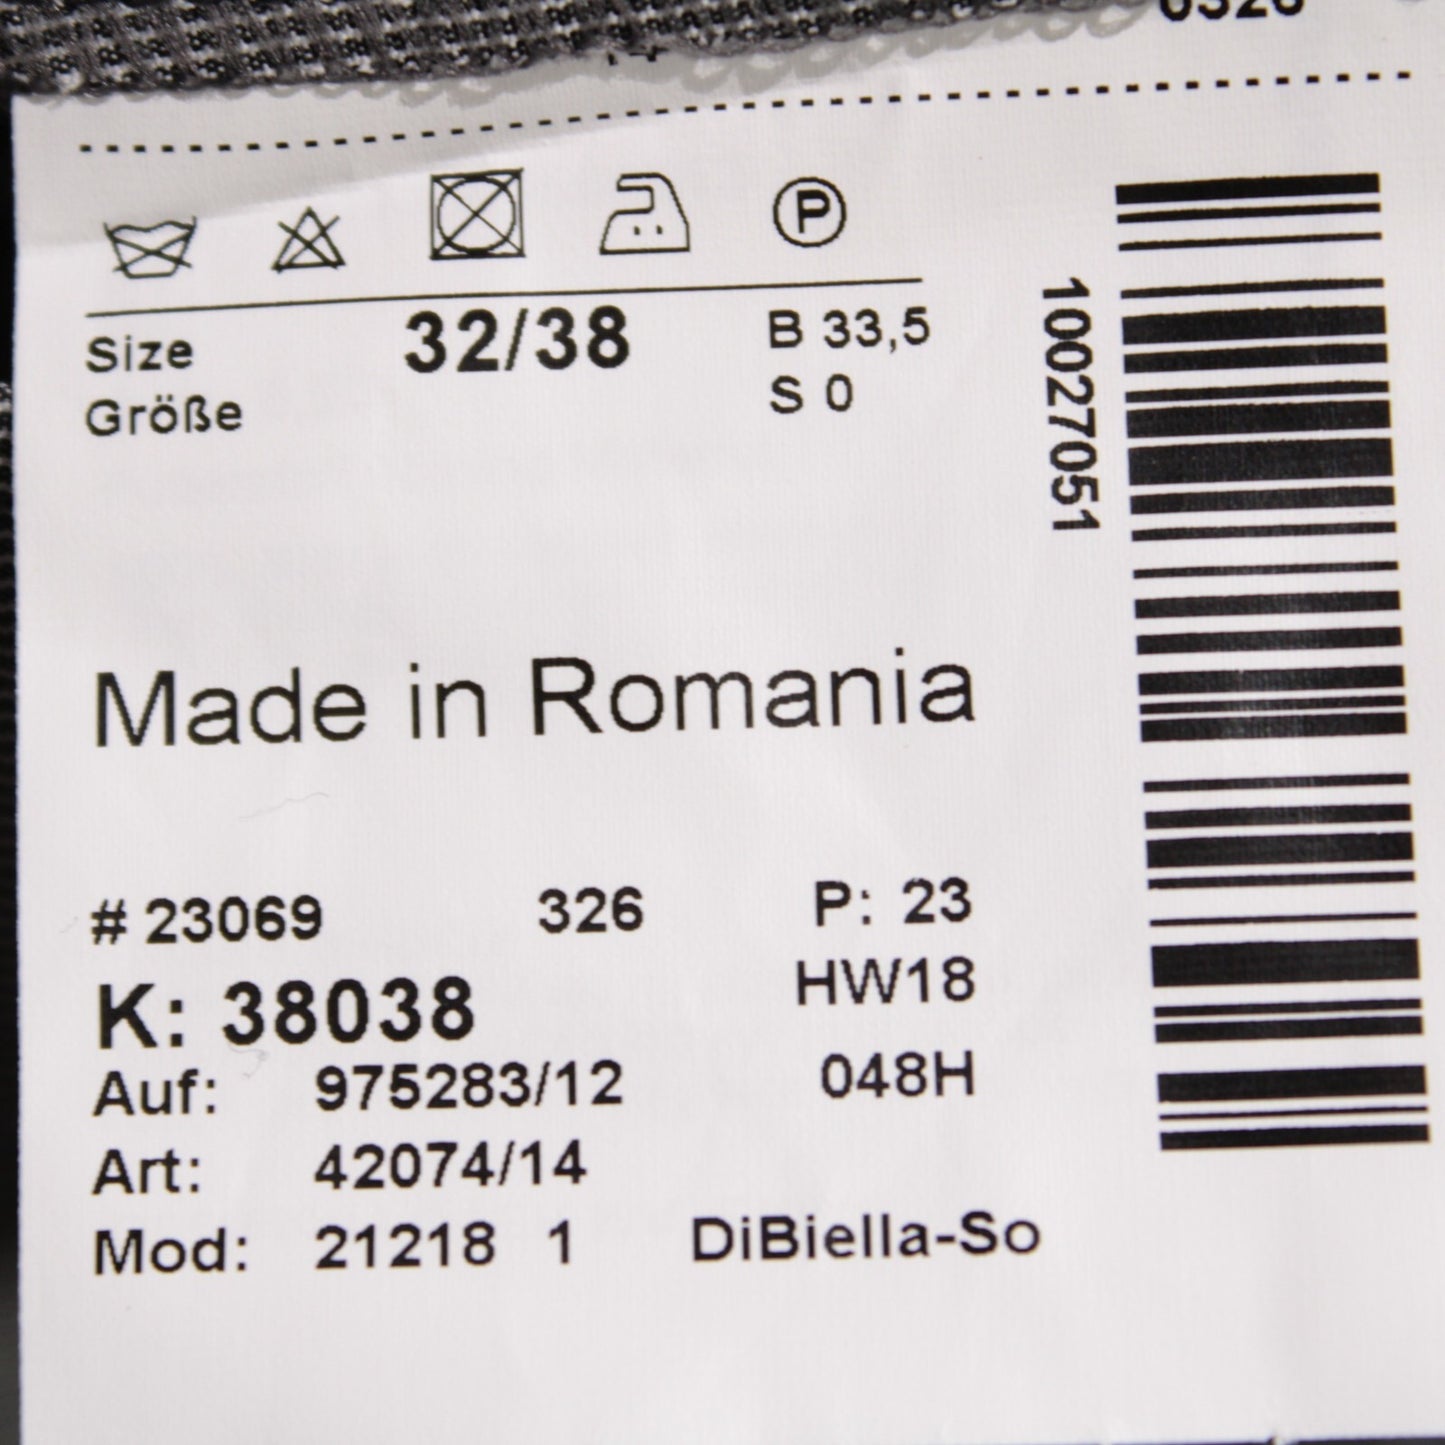 Size 32/38 B 33,5
Größe S 0
10027051
Made in Romania
# 23069 326 P: 23
K: 38038 HW18
Auf: 975283/12 048H
Art: 42074/14
Mod: 21218 1 DiBiella-So